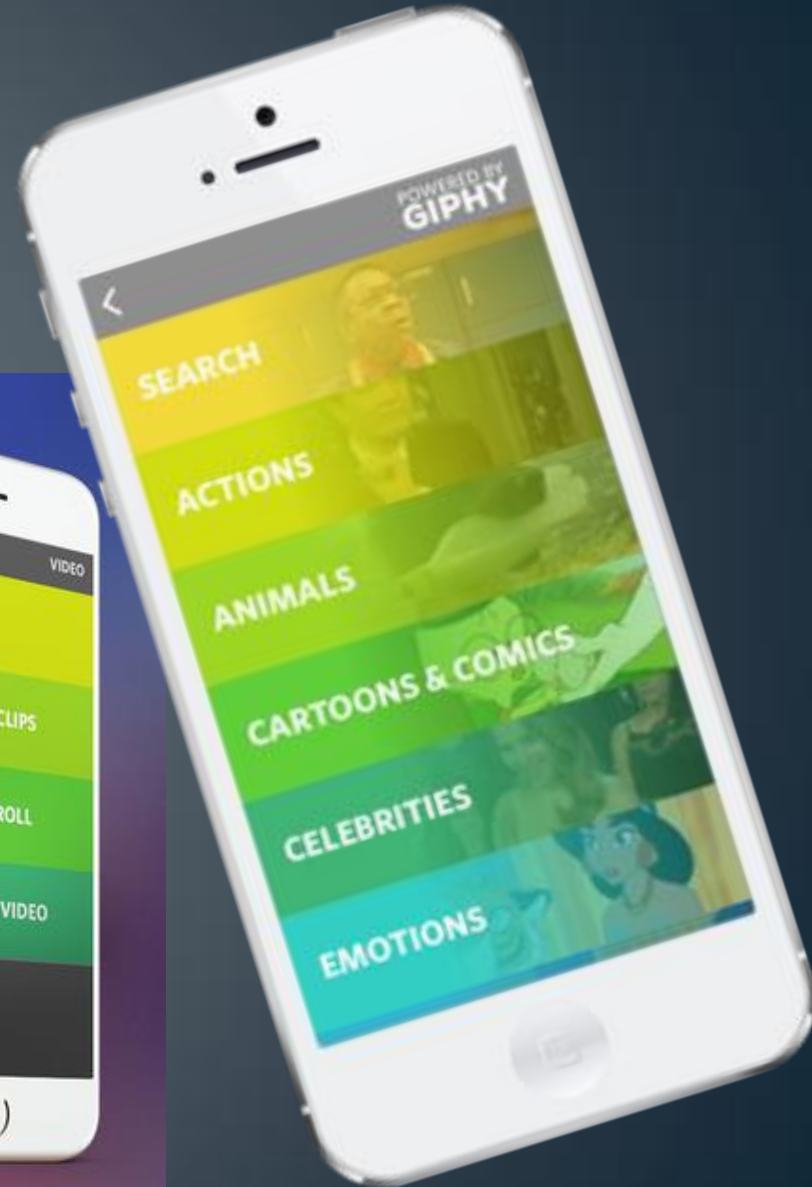 POWERED BY
GIPHY
SEARCH
ACTIONS
ANIMALS
CARTOONS & COMICS
CELEBRITIES
EMOTIONS
VIDEO
CLIPS
ROLL
VIDEO